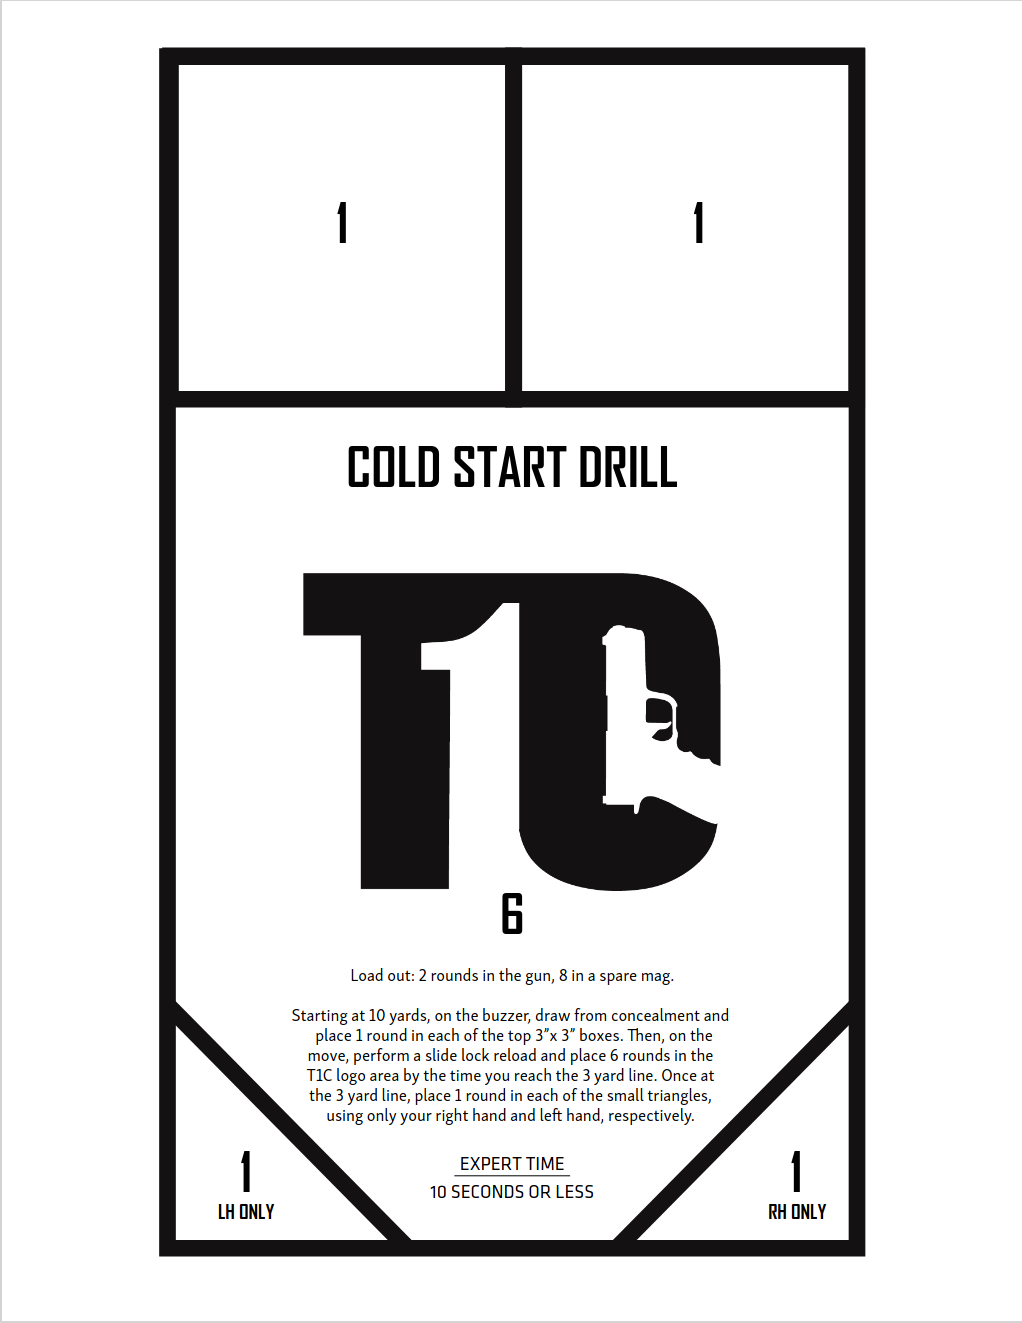 1
1
COLD START DRILL
T1C
6
Load out: 2 rounds in the gun, 8 in a spare mag.
Starting at 10 yards, on the buzzer, draw from concealment and
place 1 round in each of the top 3”x 3” boxes. Then, on the
move, perform a slide lock reload and place 6 rounds in the
T1C logo area by the time you reach the 3 yard line. Once at
the 3 yard line, place 1 round in each of the small triangles,
using only your right hand and left hand, respectively.
EXPERT TIME
10 SECONDS OR LESS
1
LH ONLY
1
RH ONLY